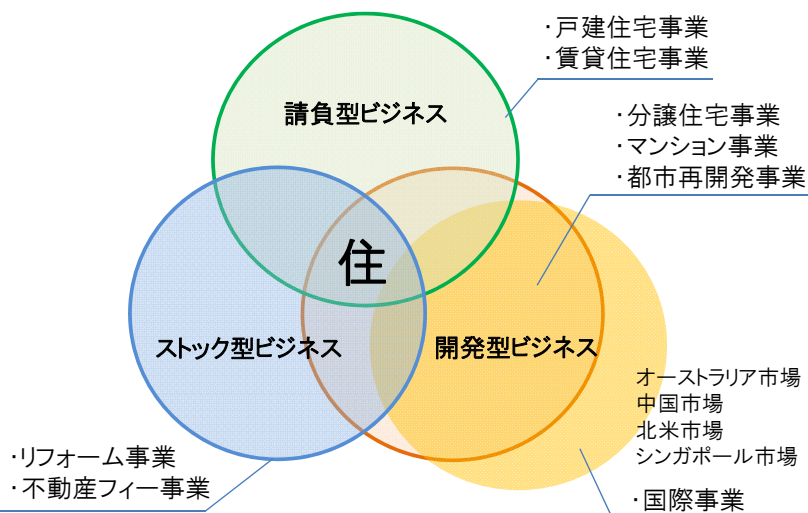 ・戸建住宅事業
・賃貸住宅事業
請負型ビジネス
・分譲住宅事業
・マンション事業
・都市再開発事業
住
ストック型ビジネス
開発型ビジネス
オーストラリア市場
中国市場
北米市場
シンガポール市場
・リフォーム事業
・不動産フィー事業
・国際事業